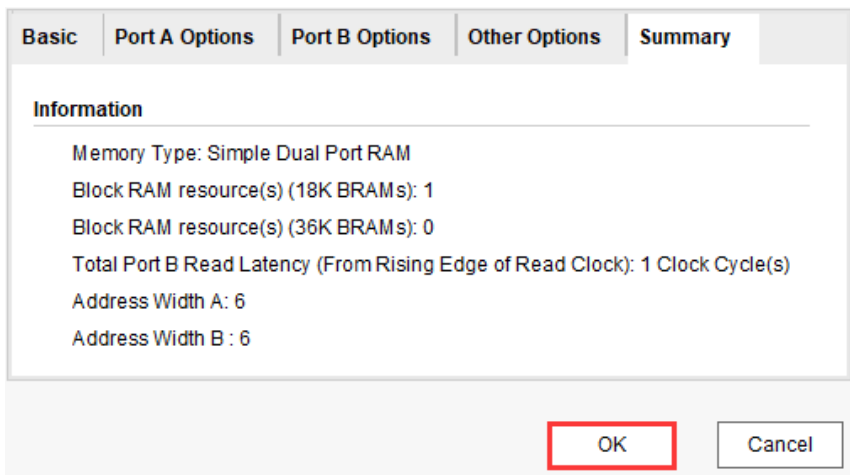 Basic Port A Options Port B Options Other Options Summary
Information
Memory Type: Simple Dual Port RAM
Block RAM resource(s) (18K BRAMs): 1
Block RAM resource(s) (36K BRAMs): 0
Total Port B Read Latency (From Rising Edge of Read Clock): 1 Clock Cycle(s)
Address Width A: 6
Address Width B : 6
OK Cancel